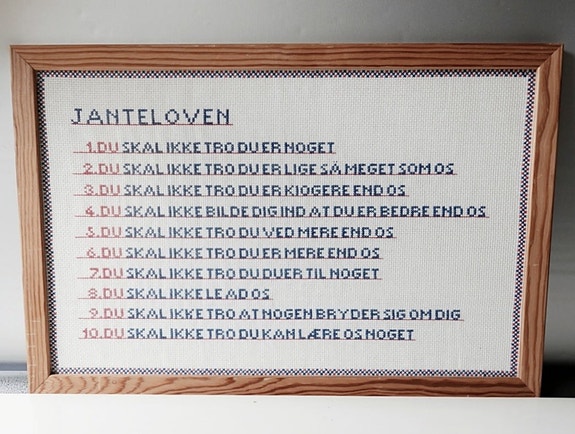 JANTELOVEN
1. DU SKAL IKKE TRO DU ER NOGET
2. DU SKAL IKKE TRO DU ER LIGE SÅ MEGET SOM OS
3. DU SKAL IKKE TRO DU ER KLOGERE END OS
4. DU SKAL IKKE BILDE DIG IND AT DU ER BEDRE END OS
5. DU SKAL IKKE TRO DU VED MERE END OS
6. DU SKAL IKKE TRO DU ER MERE END OS
7. DU SKAL IKKE TRO DU DUER TIL NOGET
8. DU SKAL IKKE LE AD OS
9. DU SKAL IKKE TRO AT NOGEN BRYDER SIG OM DIG
10. DU SKAL IKKE TRO DU KAN LÆRE OS NOGET